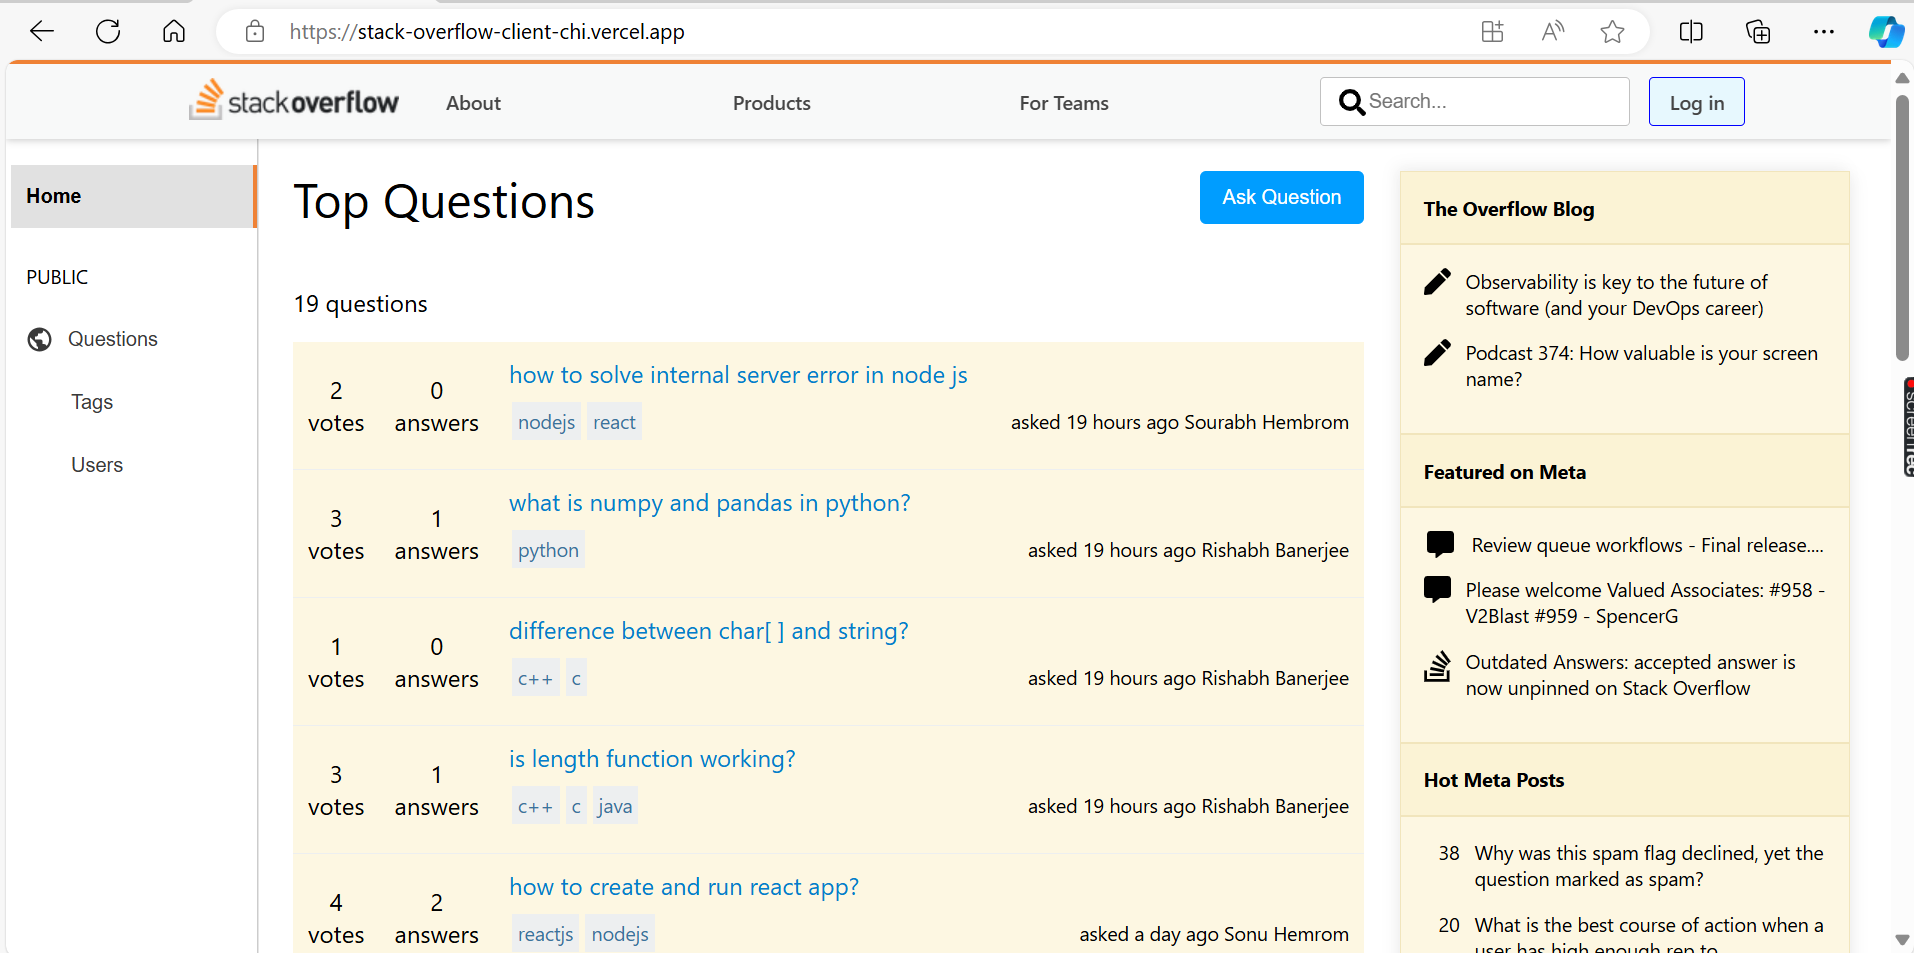 https://stack-overflow-client-chi.vercel.app
stack overflow
About
Products
For Teams
Search...
Log in
Home
PUBLIC
Questions
Tags
Users
Top Questions
Ask Question
19 questions
2 votes
0 answers
how to solve internal server error in node js
nodejs react
asked 19 hours ago Sourabh Hembrom
3 votes
1 answers
what is numpy and pandas in python?
python
asked 19 hours ago Rishabh Banerjee
1 votes
0 answers
difference between char[ ] and string?
c++ c
asked 19 hours ago Rishabh Banerjee
3 votes
1 answers
is length function working?
c++ c java
asked 19 hours ago Rishabh Banerjee
4 votes
2 answers
how to create and run react app?
reactjs nodejs
asked a day ago Sonu Hemrom
The Overflow Blog
Observability is key to the future of
software (and your DevOps career)
Podcast 374: How valuable is your screen
name?
Featured on Meta
Review queue workflows - Final release....
Please welcome Valued Associates: #958 -
V2Blast #959 - SpencerG
Outdated Answers: accepted answer is
now unpinned on Stack Overflow
Hot Meta Posts
38 Why was this spam flag declined, yet the
question marked as spam?
20 What is the best course of action when a
user has high enough rep to